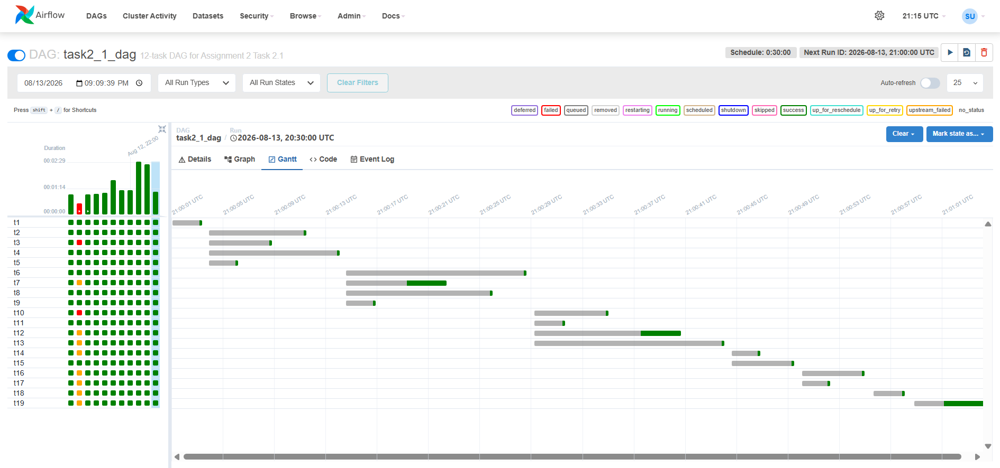 Airflow DAGs Cluster Activity Datasets Security Browse Admin Docs 21:15 UTC SU
DAG: task2_1_dag 12-task DAG for Assignment 2 Task 2.1 Schedule: 0:30:00 Next Run ID: 2026-08-13, 21:00:00 UTC
08/13/2026 09:09:39 PM All Run Types All Run States Clear Filters Auto-refresh 25
Press shift + / for Shortcuts deferred failed queued removed restarting running scheduled shutdown skipped success up_for_reschedule up_for_retry upstream_failed no_status
DAG Run
task2_1_dag / 2026-08-13, 20:30:00 UTC Clear Mark state as...
Details Graph Gantt Code Event Log
Aug 12, 22:00
Duration
00:02:29
00:01:14
00:00:00
21:00:01 UTC 21:00:05 UTC 21:00:09 UTC 21:00:13 UTC 21:00:17 UTC 21:00:21 UTC 21:00:25 UTC 21:00:29 UTC 21:00:33 UTC 21:00:37 UTC 21:00:41 UTC 21:00:45 UTC 21:00:49 UTC 21:00:53 UTC 21:00:57 UTC 21:01:01 UTC
t1
t2
t3
t4
t5
t6
t7
t8
t9
t10
t11
t12
t13
t14
t15
t16
t17
t18
t19